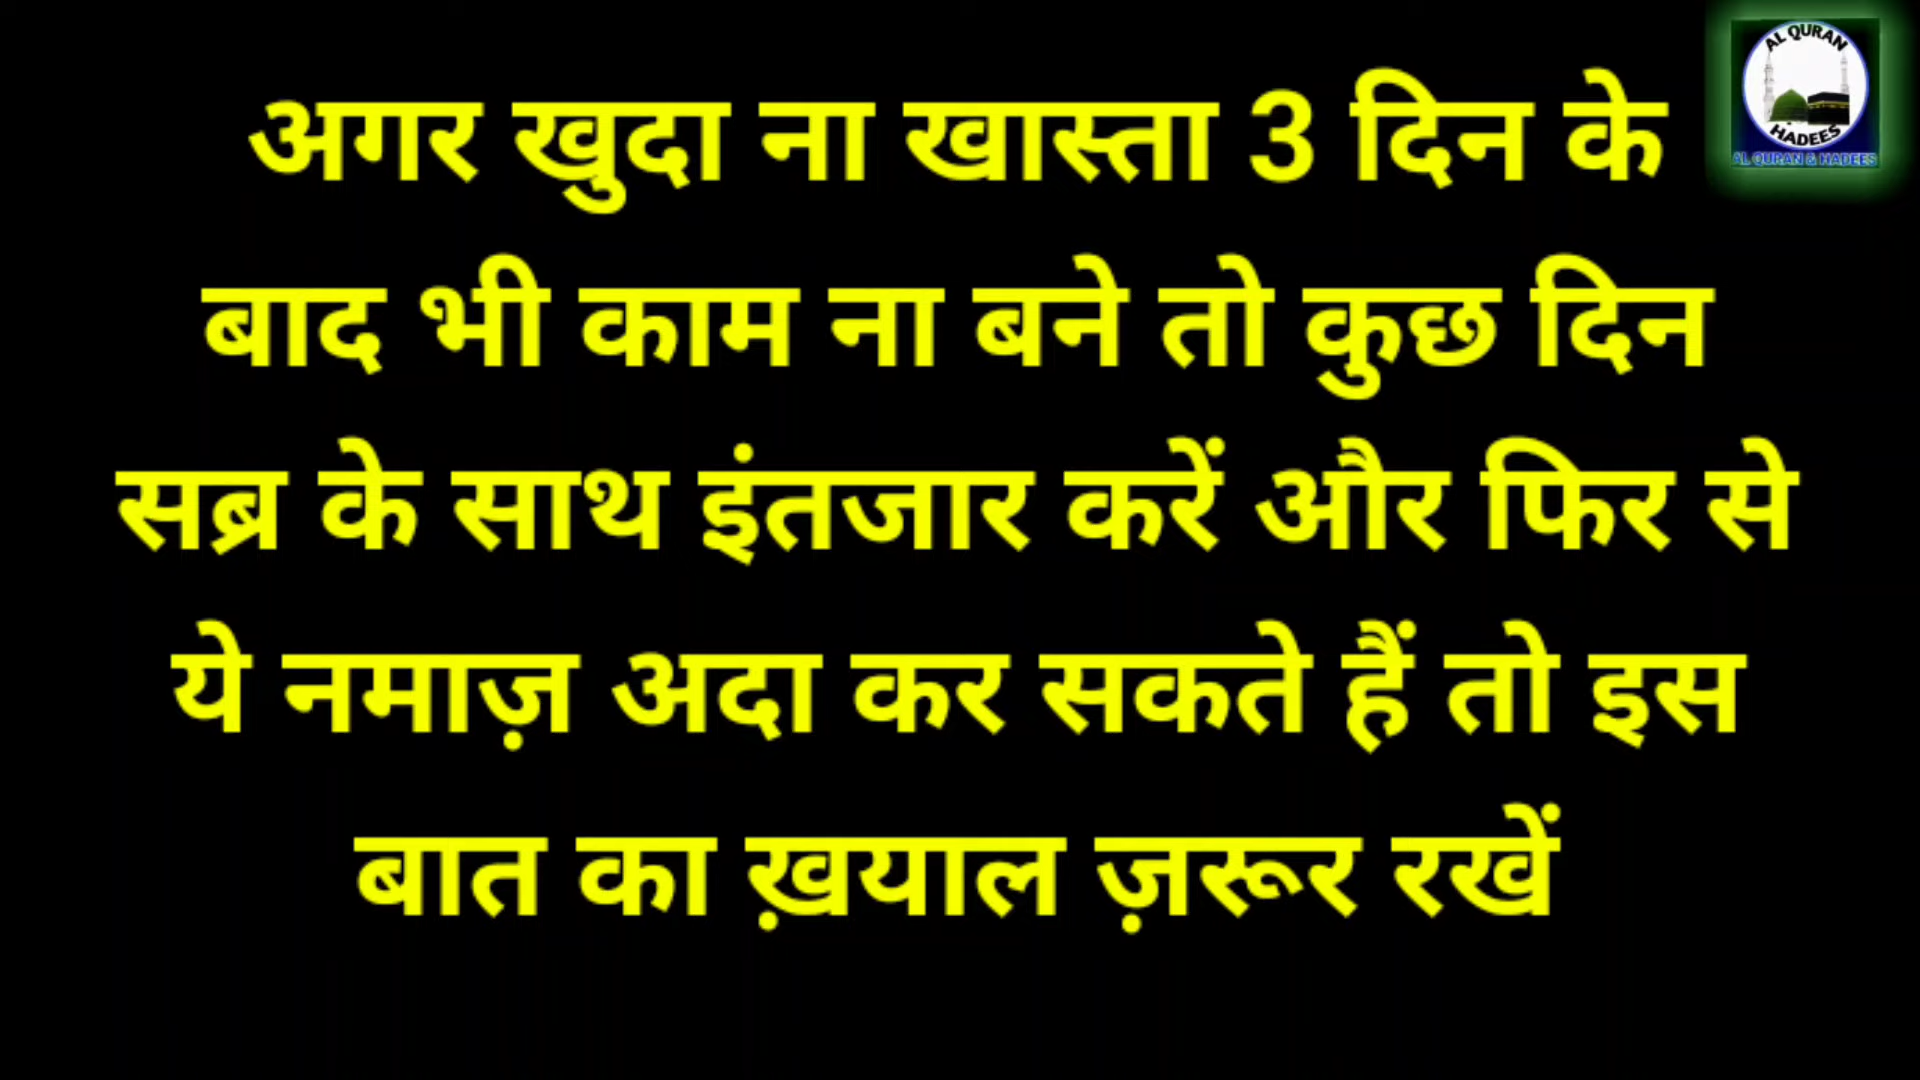 AL QURAN
HADEES
AL QURAN & HADEES
अगर खुदा ना खास्ता 3 दिन के
बाद भी काम ना बने तो कुछ दिन
सब्र के साथ इंतजार करें और फिर से
ये नमाज़ अदा कर सकते हैं तो इस
बात का ख़याल ज़रूर रखें